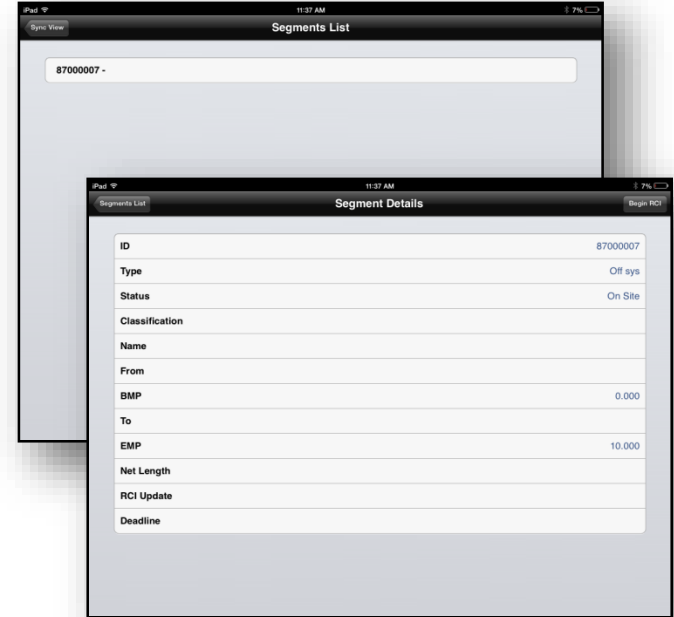 iPad 11:37 AM 7%
Sync View Segments List
87000007 -
iPad 11:37 AM 7%
Segments List Segment Details Begin RCI
ID 87000007
Type Off sys
Status On Site
Classification
Name
From
BMP 0.000
To
EMP 10.000
Net Length
RCI Update
Deadline